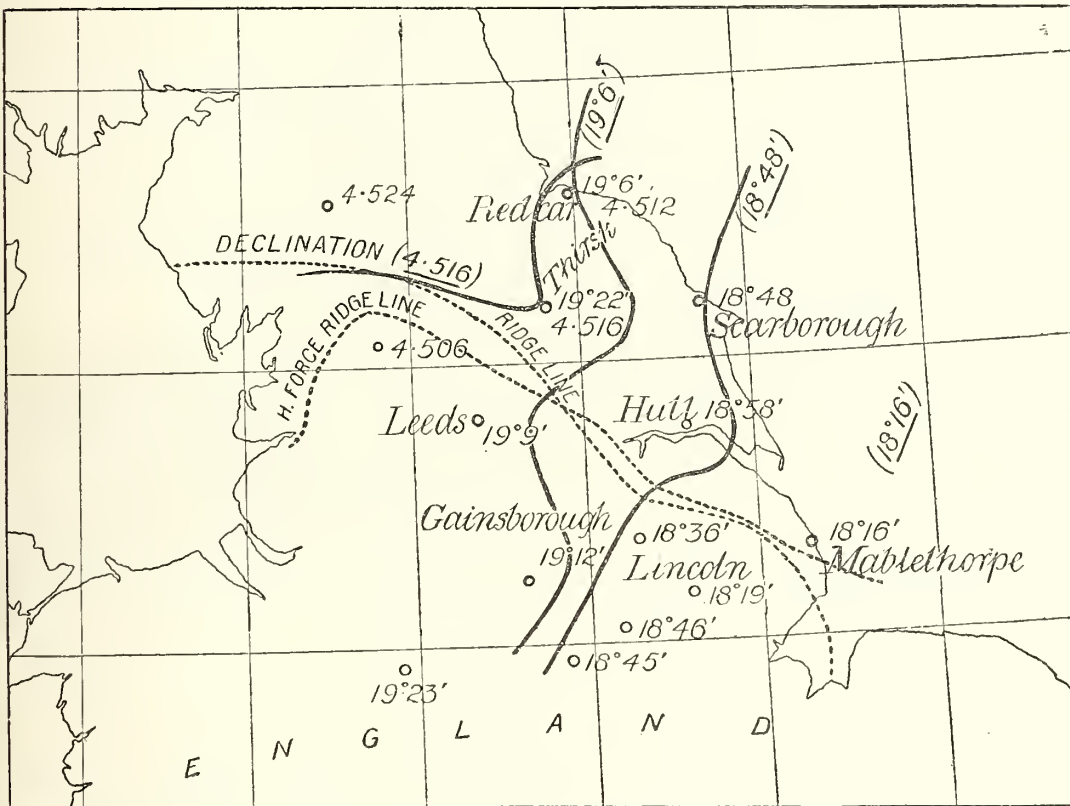 (19°6')
(18°48')
4·524
19°6'
Redcar 4·512
DECLINATION (4·516)
Thirsk
H. FORCE RIDGE LINE
RIDGE LINE
19°22'
4·516
18°48
Scarborough
4·506
Hull 18°58'
(18°16')
Leeds 19°9'
Gainsborough
18°36'
18°16'
19°12'
Lincoln
Mablethorpe
18°19'
18°46'
18°45'
19°23'
ENGLAND